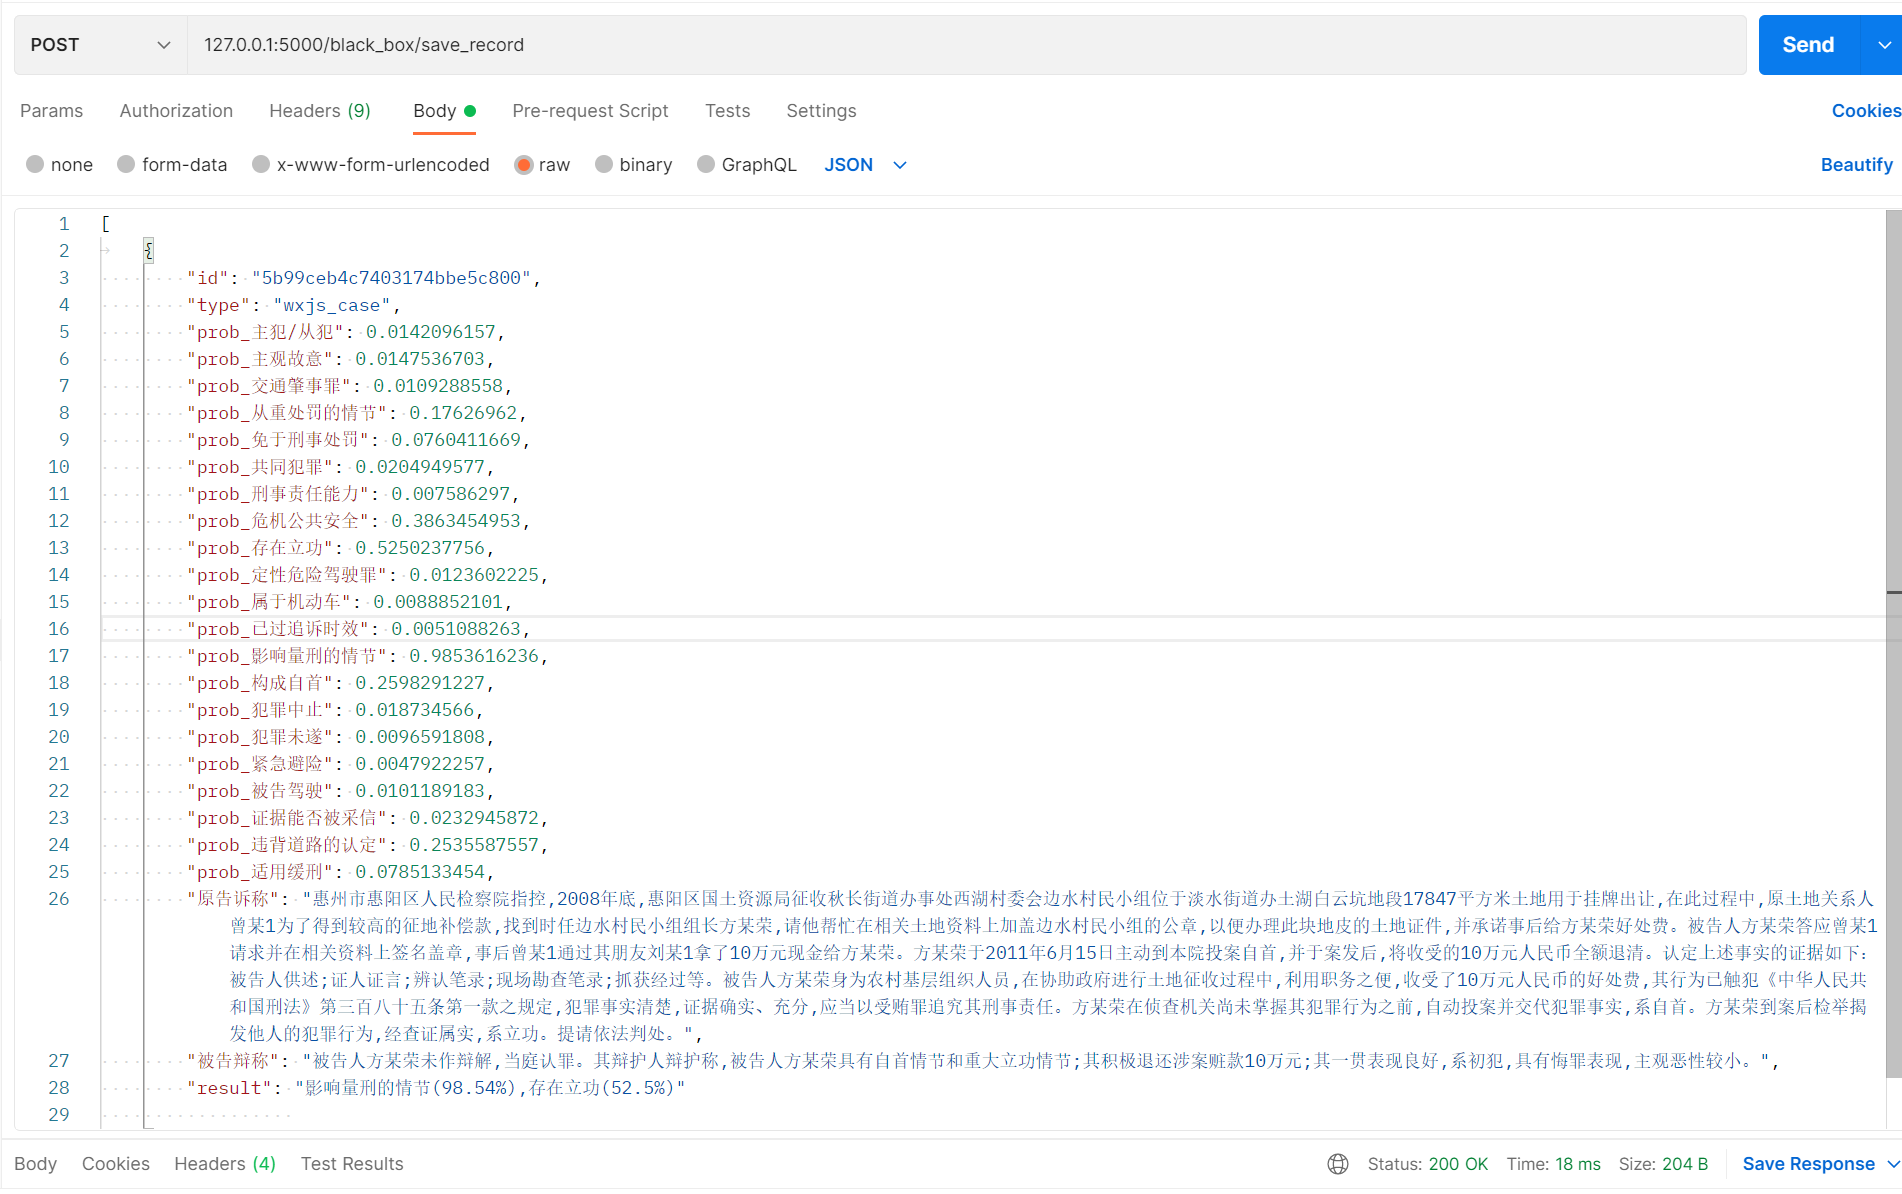 POST 127.0.0.1:5000/black_box/save_record Send
Params Authorization Headers (9) Body Pre-request Script Tests Settings Cookies
none form-data x-www-form-urlencoded raw binary GraphQL JSON Beautify
1 [
2 {
3 "id": "5b99ceb4c7403174bbe5c800",
4 "type": "wxjs_case",
5 "prob_主犯/从犯": 0.0142096157,
6 "prob_主观故意": 0.0147536703,
7 "prob_交通肇事罪": 0.0109288558,
8 "prob_从重处罚的情节": 0.17626962,
9 "prob_免于刑事处罚": 0.0760411669,
10 "prob_共同犯罪": 0.0204949577,
11 "prob_刑事责任能力": 0.007586297,
12 "prob_危机公共安全": 0.3863454953,
13 "prob_存在立功": 0.5250237756,
14 "prob_定性危险驾驶罪": 0.0123602225,
15 "prob_属于机动车": 0.0088852101,
16 "prob_已过追诉时效": 0.0051088263,
17 "prob_影响量刑的情节": 0.9853616236,
18 "prob_构成自首": 0.2598291227,
19 "prob_犯罪中止": 0.018734566,
20 "prob_犯罪未遂": 0.0096591808,
21 "prob_紧急避险": 0.0047922257,
22 "prob_被告驾驶": 0.0101189183,
23 "prob_证据能否被采信": 0.0232945872,
24 "prob_违背道路的认定": 0.2535587557,
25 "prob_适用缓刑": 0.0785133454,
26 "原告诉称": "惠州市惠阳区人民检察院指控,2008年底,惠阳区国土资源局征收秋长街道办事处西湖村委会边水村民小组位于淡水街道办土湖白云坑地段17847平方米土地用于挂牌出让,在此过程中,原土地关系人
曾某1为了得到较高的征地补偿款,找到时任边水村民小组组长方某荣,请他帮忙在相关土地资料上加盖边水村民小组的公章,以便办理此块地皮的土地证件,并承诺事后给方某荣好处费。被告人方某荣答应曾某1
请求并在相关资料上签名盖章,事后曾某1通过其朋友刘某1拿了10万元现金给方某荣。方某荣于2011年6月15日主动到本院投案自首,并于案发后,将收受的10万元人民币全额退清。认定上述事实的证据如下:
被告人供述;证人证言;辨认笔录;现场勘查笔录;抓获经过等。被告人方某荣身为农村基层组织人员,在协助政府进行土地征收过程中,利用职务之便,收受了10万元人民币的好处费,其行为已触犯《中华人民共
和国刑法》第三百八十五条第一款之规定,犯罪事实清楚,证据确实、充分,应当以受贿罪追究其刑事责任。方某荣在侦查机关尚未掌握其犯罪行为之前,自动投案并交代犯罪事实,系自首。方某荣到案后检举揭
发他人的犯罪行为,经查证属实,系立功。提请依法判处。",
27 "被告辩称": "被告人方某荣未作辩解,当庭认罪。其辩护人辩护称,被告人方某荣具有自首情节和重大立功情节;其积极退还涉案赃款10万元;其一贯表现良好,系初犯,具有悔罪表现,主观恶性较小。",
28 "result": "影响量刑的情节(98.54%),存在立功(52.5%)"
29
Body Cookies Headers (4) Test Results Status: 200 OK Time: 18 ms Size: 204 B Save Response